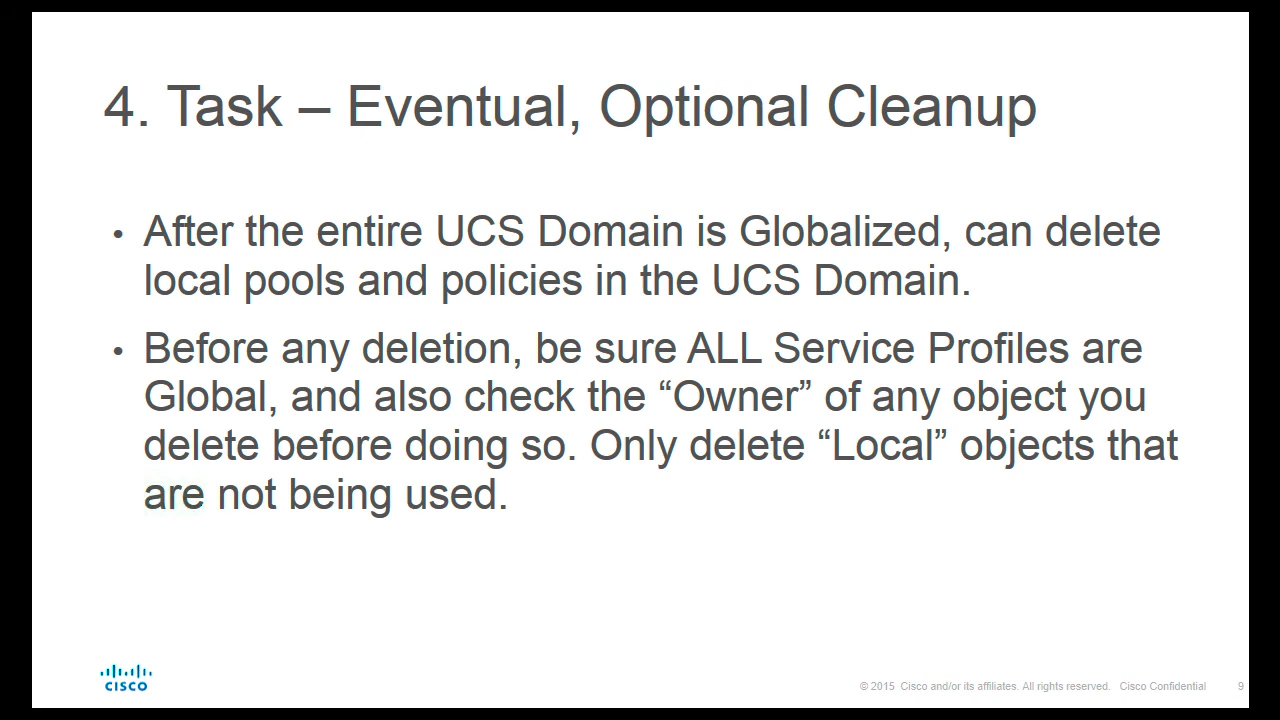 4. Task – Eventual, Optional Cleanup
• After the entire UCS Domain is Globalized, can delete
local pools and policies in the UCS Domain.
• Before any deletion, be sure ALL Service Profiles are
Global, and also check the “Owner” of any object you
delete before doing so. Only delete “Local” objects that
are not being used.
CISCO
© 2015 Cisco and/or its affiliates. All rights reserved. Cisco Confidential 9